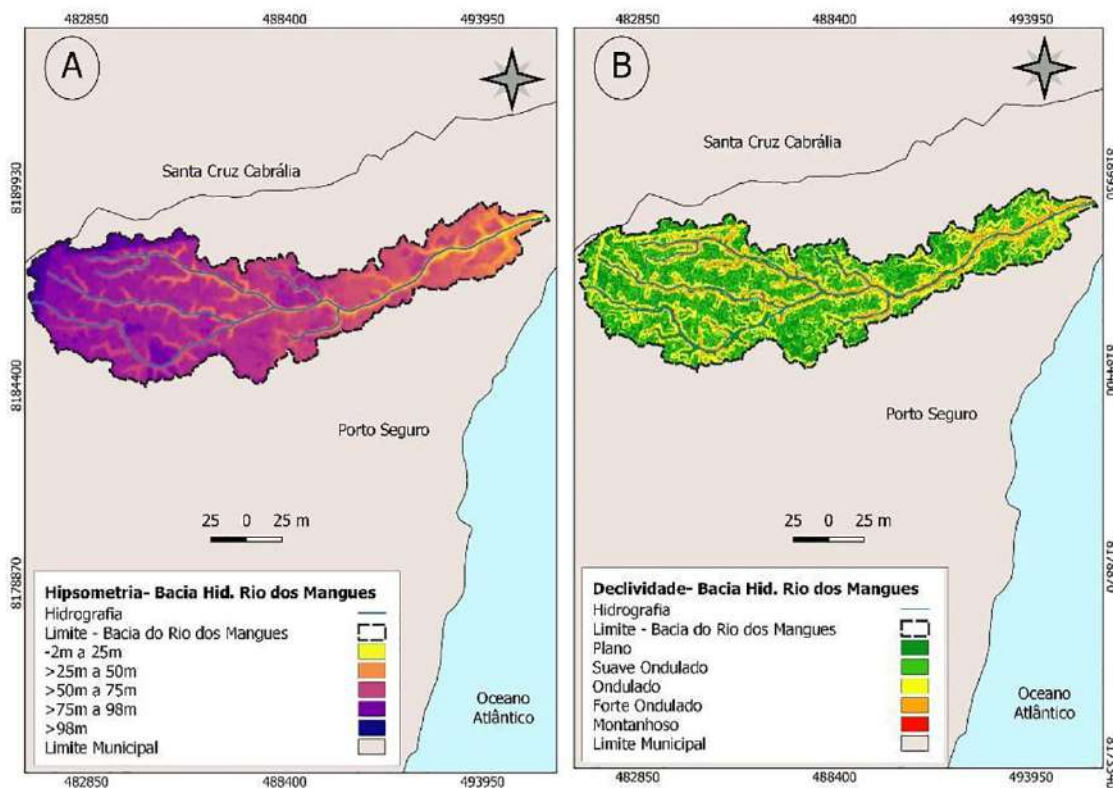 482850 488400 493950
A
Santa Cruz Cabrália
8189930
8184400
8178870
Porto Seguro
25 0 25 m
Hipsometria- Bacia Hid. Rio dos Mangues
Hidrografia
Limite - Bacia do Rio dos Mangues
-2m a 25m
>25m a 50m
>50m a 75m
>75m a 98m
>98m
Limite Municipal
Oceano
Atlântico
482850 488400 493950
482850 488400 493950
B
Santa Cruz Cabrália
8189930
8184400
8178870
Porto Seguro
25 0 25 m
Declividade- Bacia Hid. Rio dos Mangues
Hidrografia
Limite - Bacia do Rio dos Mangues
Plano
Suave Ondulado
Ondulado
Forte Ondulado
Montanhoso
Limite Municipal
Oceano
Atlântico
482850 488400 493950